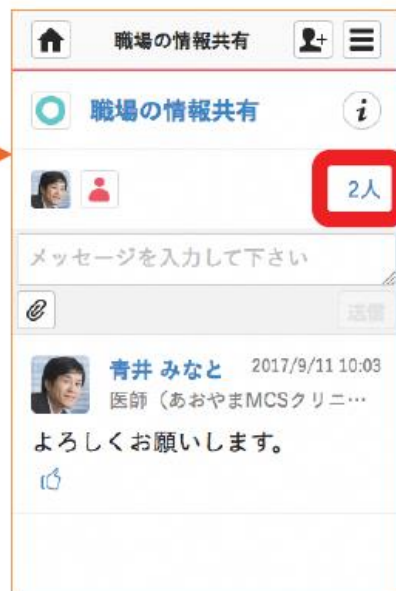 職場の情報共有
職場の情報共有
i
2人
メッセージを入力して下さい
送信
青井 みなと 2017/9/11 10:03
医師（あおやまMCSクリニ…
よろしくお願いします。